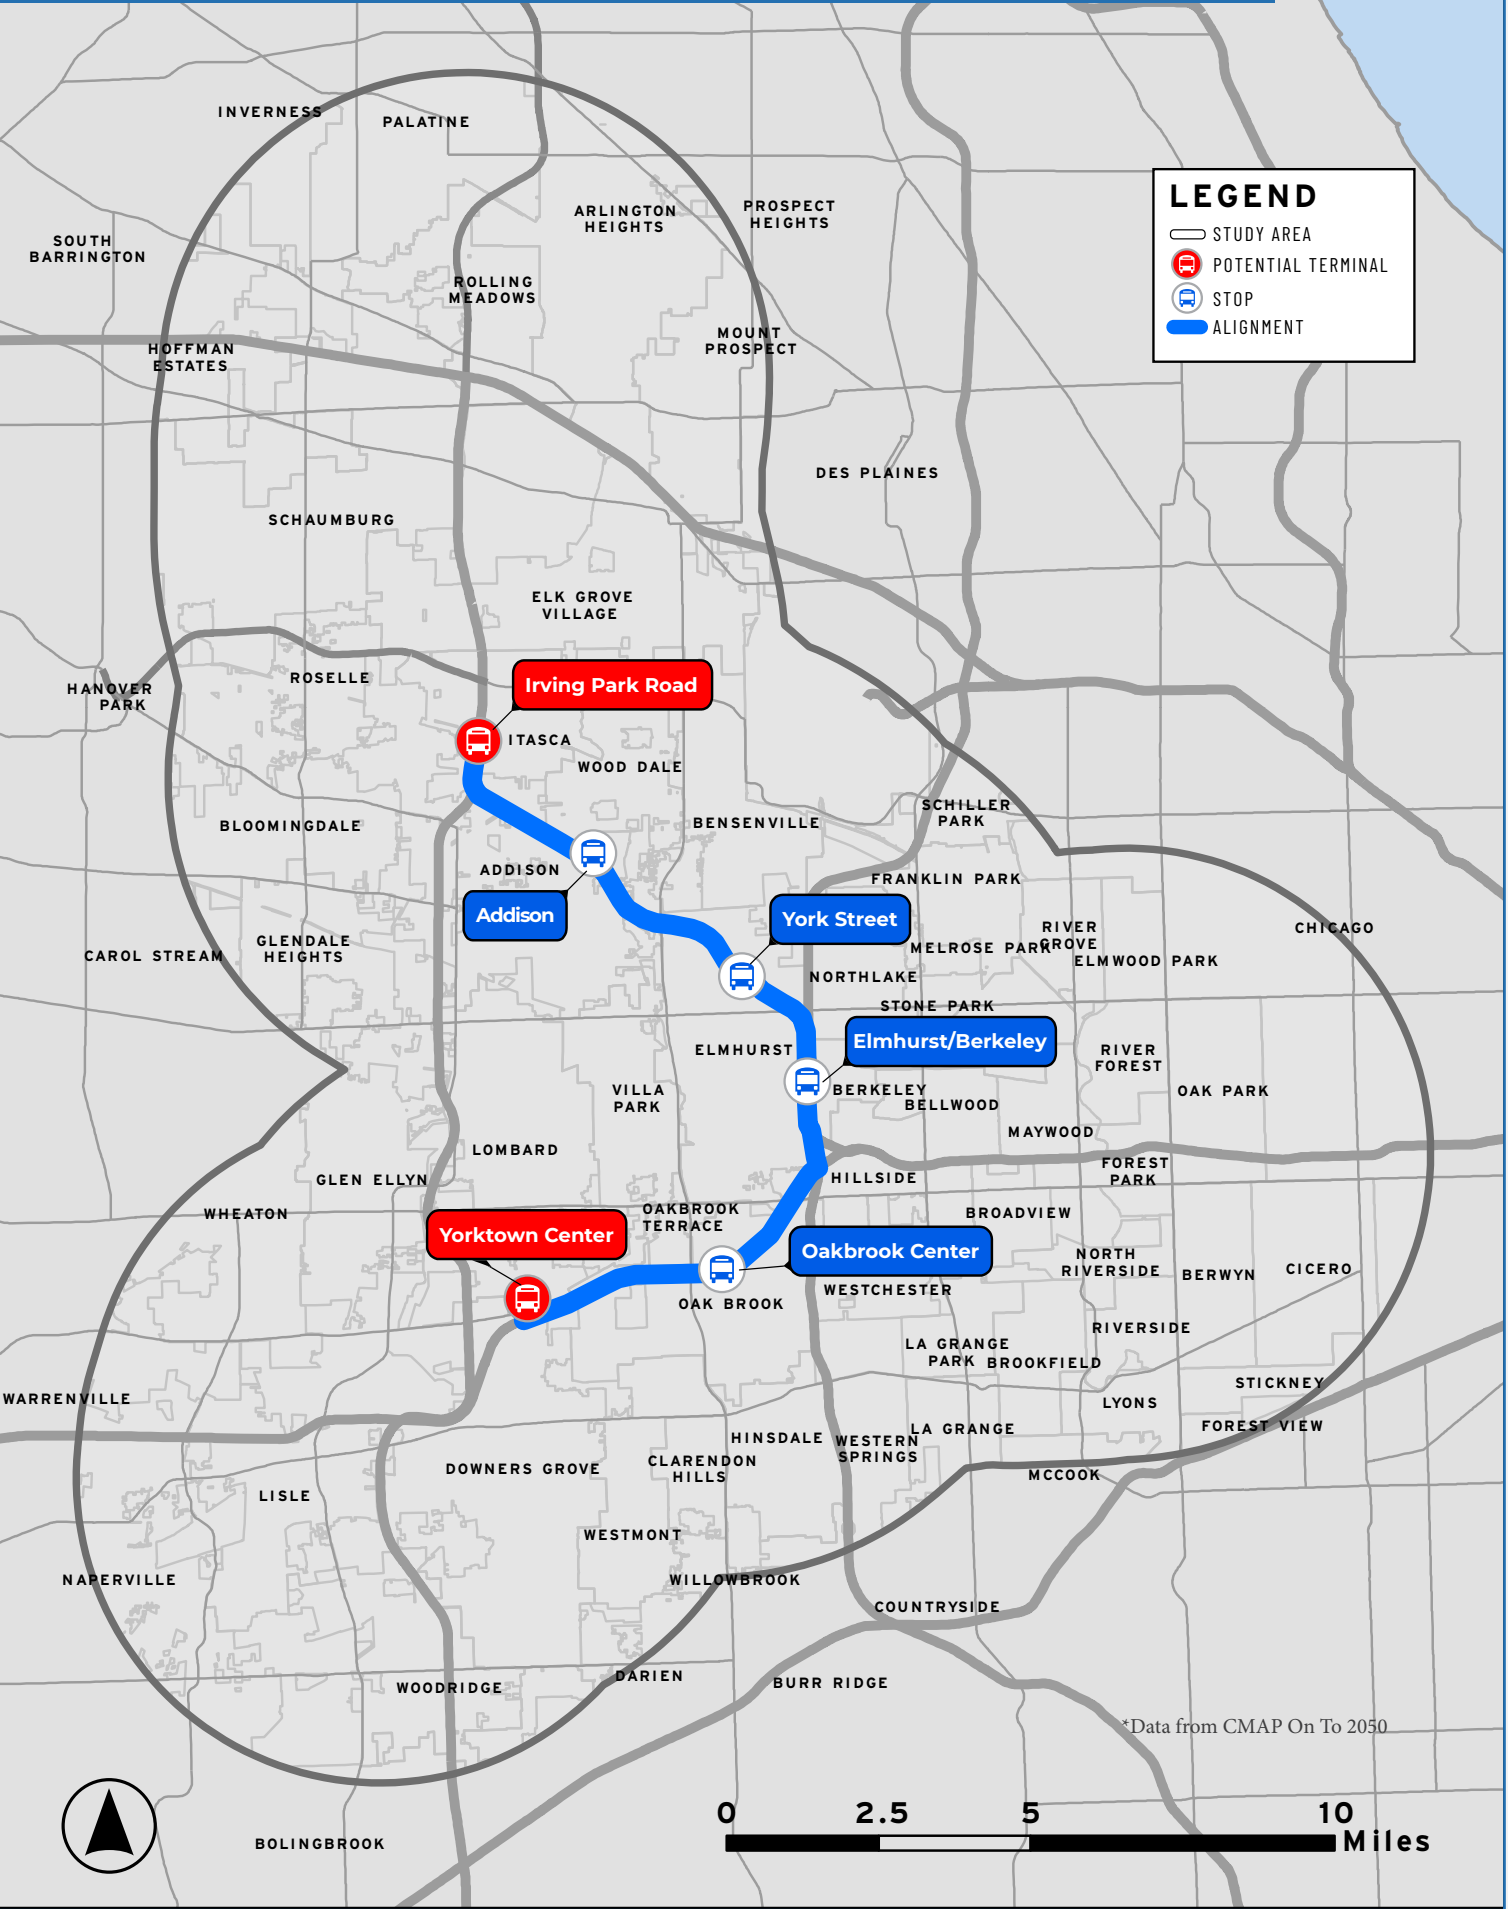 INVERNESS
PALATINE
ARLINGTON
HEIGHTS
PROSPECT
HEIGHTS
SOUTH
BARRINGTON
ROLLING
MEADOWS
MOUNT
PROSPECT
HOFFMAN
ESTATES
LEGEND
STUDY AREA
POTENTIAL TERMINAL
STOP
ALIGNMENT
DES PLAINES
SCHAUMBURG
ELK GROVE
VILLAGE
ROSELLE
HANOVER
PARK
Irving Park Road
ITASCA
WOOD DALE
BLOOMINGDALE
BENSENVILLE
SCHILLER
PARK
ADDISON
Addison
FRANKLIN PARK
York Street
CAROL STREAM
GLENDALE
HEIGHTS
MELROSE PARK
RIVER
GROVE
ELMWOOD PARK
CHICAGO
NORTHLAKE
STONE PARK
ELMHURST
Elmhurst/Berkeley
RIVER
FOREST
OAK PARK
VILLA
PARK
BERKELEY
BELLWOOD
MAYWOOD
LOMBARD
GLEN ELLYN
HILLSIDE
FOREST
PARK
WHEATON
Yorktown Center
OAKBROOK
TERRACE
BROADVIEW
Oakbrook Center
NORTH
RIVERSIDE
BERWYN
CICERO
OAK BROOK
WESTCHESTER
RIVERSIDE
LA GRANGE
PARK
BROOKFIELD
WARRENVILLE
STICKNEY
LYONS
FOREST VIEW
HINSDALE
WESTERN
SPRINGS
LA GRANGE
DOWNERS GROVE
CLARENDON
HILLS
MCCOOK
LISLE
WESTMONT
NAPERVILLE
WILLOWBROOK
COUNTRYSIDE
DARIEN
WOODRIDGE
BURR RIDGE
*Data from CMAP On To 2050
BOLINGBROOK
0 2.5 5 10
Miles